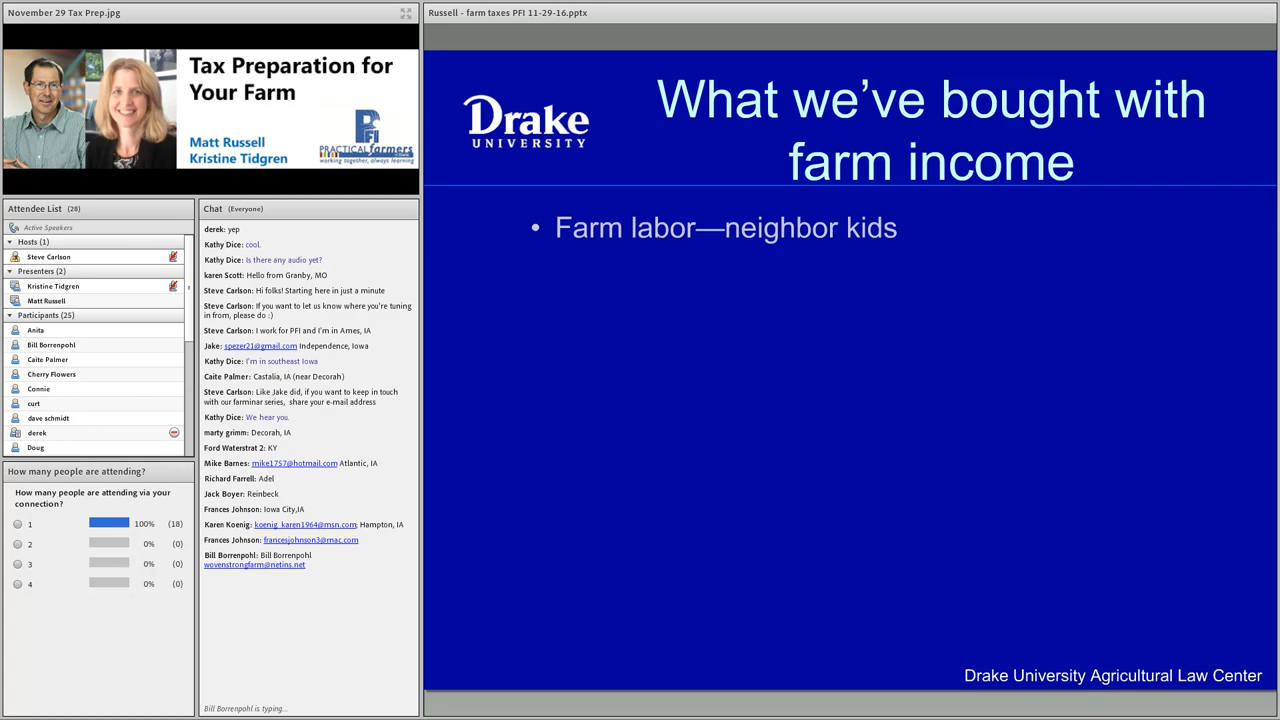 November 29 Tax Prep.jpg
Tax Preparation for
Your Farm
Matt Russell
Kristine Tidgren
PFI
PRACTICAL farmers
working together, always learning
Attendee List (28)
Active Speakers
Hosts (1)
Steve Carlson
Presenters (2)
Kristine Tidgren
Matt Russell
Participants (25)
Anita
Bill Borrenpohl
Caite Palmer
Cherry Flowers
Connie
curt
dave schmidt
derek
Doug
How many people are attending?
How many people are attending via your
connection?
1 100% (18)
2 0% (0)
3 0% (0)
4 0% (0)
Chat (Everyone)
derek: yep
Kathy Dice: cool.
Kathy Dice: Is there any audio yet?
karen Scott: Hello from Granby, MO
Steve Carlson: Hi folks! Starting here in just a minute
Steve Carlson: If you want to let us know where you're tuning
in from, please do :)
Steve Carlson: I work for PFI and I'm in Ames, IA
Jake: spezer21@gmail.com Independence, Iowa
Kathy Dice: I'm in southeast Iowa
Caite Palmer: Castalia, IA (near Decorah)
Steve Carlson: Like Jake did, if you want to keep in touch
with our farminar series, share your e-mail address
Kathy Dice: We hear you.
marty grimm: Decorah, IA
Ford Waterstrat 2: KY
Mike Barnes: mike1757@hotmail.com Atlantic, IA
Richard Farrell: Adel
Jack Boyer: Reinbeck
Frances Johnson: Iowa City,IA
Karen Koenig: koenig_karen1964@msn.com; Hampton, IA
Frances Johnson: francesjohnson3@mac.com
Bill Borrenpohl: Bill Borrenpohl
wovenstrongfarm@netins.net
Bill Borrenpohl is typing...
Russell - farm taxes PFI 11-29-16.pptx
Drake
UNIVERSITY
What we've bought with
farm income
• Farm labor—neighbor kids
Drake University Agricultural Law Center